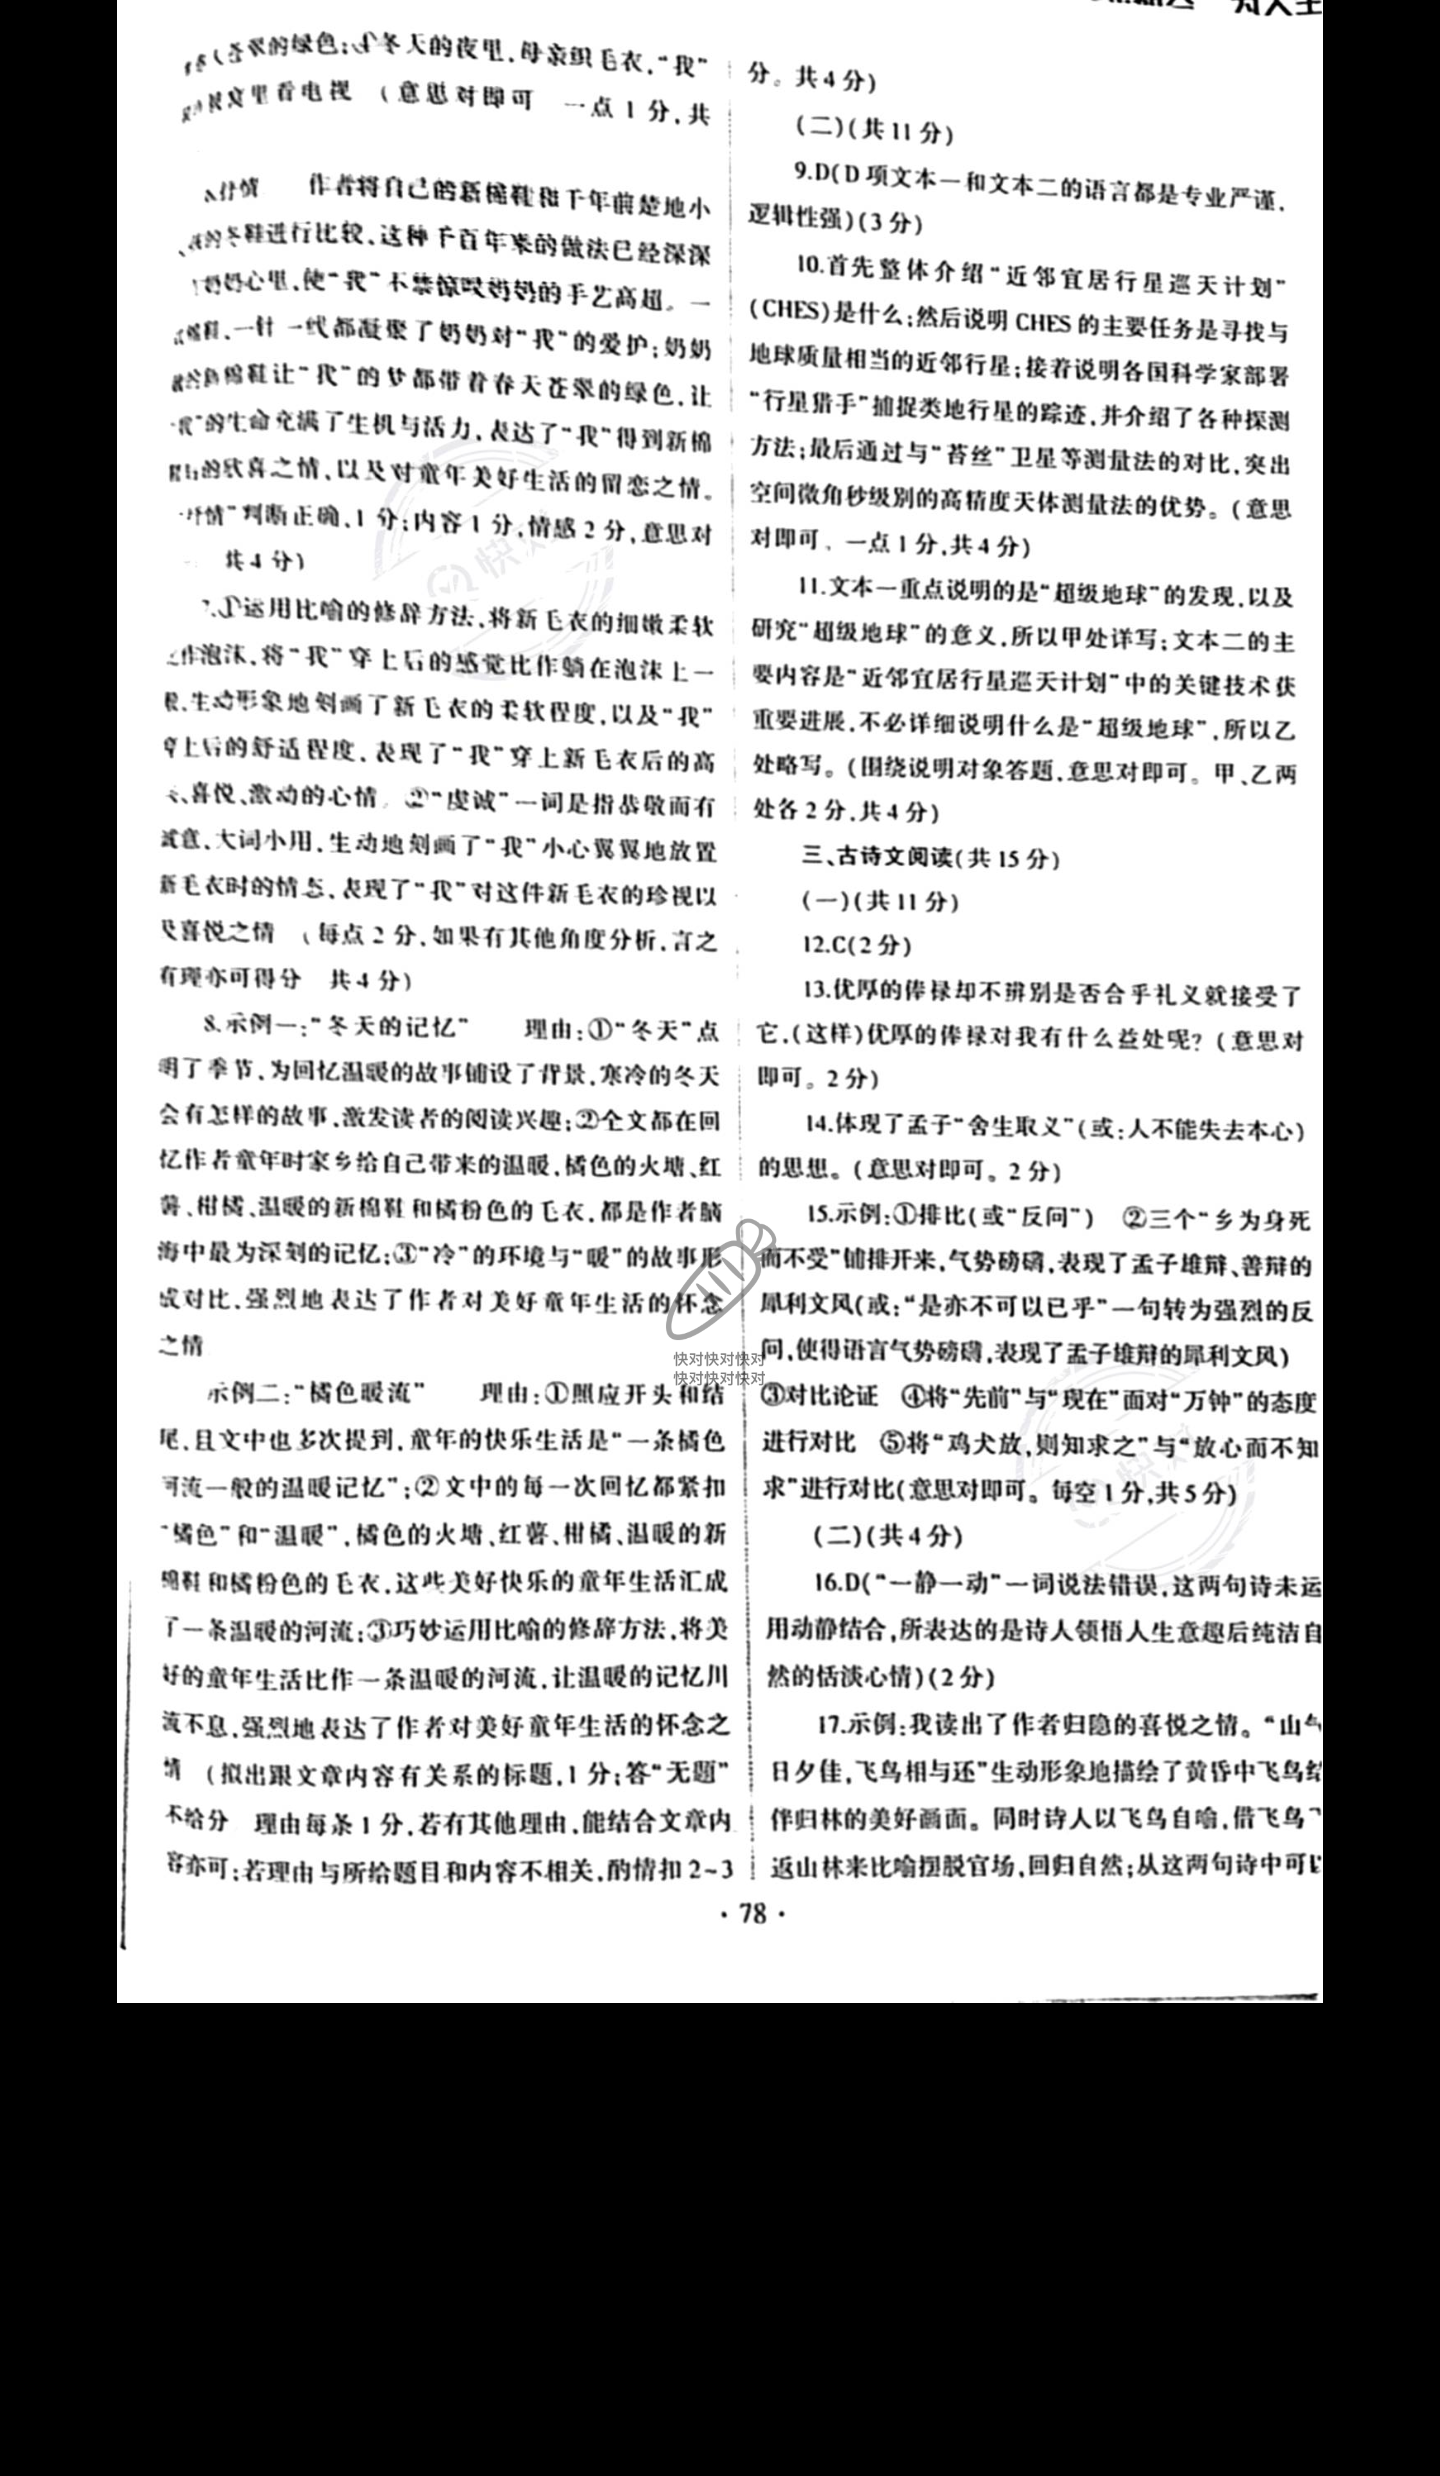 的绿色;④冬天的夜里,母亲织毛衣,“我”
里看电视 (意思对即可 一点1分,共
抒情 作者将自己的新棉鞋和千年前楚地小
冬鞋进行比较,这种千百年来的做法已经深深
奶奶心里,使“我”不禁惊叹奶奶的手艺高超。一
棉鞋,一针一线都凝聚了奶奶对“我”的爱护;奶奶
棉鞋让“我”的梦都带着春天苍翠的绿色,让
“我”的生命充满了生机与活力,表达了“我”得到新棉
的欣喜之情,以及对童年美好生活的留恋之情。
抒情”判断正确,1分;内容1分,情感2分,意思对
共4分)
7.①运用比喻的修辞方法,将新毛衣的细嫩柔软
作泡沫,将“我”穿上后的感觉比作躺在泡沫上一
般,生动形象地刻画了新毛衣的柔软程度,以及“我”
穿上后的舒适程度,表现了“我”穿上新毛衣后的高
、喜悦、激动的心情。②“虔诚”一词是指恭敬而有
诚意,大词小用,生动地刻画了“我”小心翼翼地放置
新毛衣时的情态,表现了“我”对这件新毛衣的珍视以
及喜悦之情 (每点2分,如果有其他角度分析,言之
有理亦可得分 共4分)
8.示例一:“冬天的记忆” 理由:①“冬天”点
明了季节,为回忆温暖的故事铺设了背景,寒冷的冬天
会有怎样的故事,激发读者的阅读兴趣;②全文都在回
忆作者童年时家乡给自己带来的温暖,橘色的火塘、红
薯、柑橘、温暖的新棉鞋和橘粉色的毛衣,都是作者脑
海中最为深刻的记忆;③“冷”的环境与“暖”的故事形
成对比,强烈地表达了作者对美好童年生活的怀念
之情
示例二:“橘色暖流” 理由:①照应开头和结
尾,且文中也多次提到,童年的快乐生活是“一条橘色
河流一般的温暖记忆”;②文中的每一次回忆都紧扣
“橘色”和“温暖”,橘色的火塘、红薯、柑橘、温暖的新
棉鞋和橘粉色的毛衣,这些美好快乐的童年生活汇成
了一条温暖的河流;③巧妙运用比喻的修辞方法,将美
好的童年生活比作一条温暖的河流,让温暖的记忆川
流不息,强烈地表达了作者对美好童年生活的怀念之
情 (拟出跟文章内容有关系的标题,1分;答“无题”
不给分 理由每条1分,若有其他理由,能结合文章内
容亦可;若理由与所给题目和内容不相关,酌情扣2~3
分。共4分)
(二)(共11分)
9.D(D项文本一和文本二的语言都是专业严谨,
逻辑性强)(3分)
10.首先整体介绍“近邻宜居行星巡天计划”
(CHES)是什么;然后说明CHES的主要任务是寻找与
地球质量相当的近邻行星;接着说明各国科学家部署
“行星猎手”捕捉类地行星的踪迹,并介绍了各种探测
方法;最后通过与“苔丝”卫星等测量法的对比,突出
空间微角秒级别的高精度天体测量法的优势。(意思
对即可。一点1分,共4分)
11.文本一重点说明的是“超级地球”的发现,以及
研究“超级地球”的意义,所以甲处详写;文本二的主
要内容是“近邻宜居行星巡天计划”中的关键技术获
重要进展,不必详细说明什么是“超级地球”,所以乙
处略写。(围绕说明对象答题,意思对即可。甲、乙两
处各2分,共4分)
三、古诗文阅读(共15分)
(一)(共11分)
12.C(2分)
13.优厚的俸禄却不辨别是否合乎礼义就接受了
它,(这样)优厚的俸禄对我有什么益处呢?(意思对
即可。2分)
14.体现了孟子“舍生取义”(或:人不能失去本心)
的思想。(意思对即可。2分)
15.示例:①排比(或“反问”) ②三个“乡为身死
而不受”铺排开来,气势磅礴,表现了孟子雄辩、善辩的
犀利文风(或:“是亦不可以已乎”一句转为强烈的反
问,使得语言气势磅礴,表现了孟子雄辩的犀利文风)
③对比论证 ④将“先前”与“现在”面对“万钟”的态度
进行对比 ⑤将“鸡犬放,则知求之”与“放心而不知
求”进行对比(意思对即可。每空1分,共5分)
(二)(共4分)
16.D(“一静一动”一词说法错误,这两句诗未运
用动静结合,所表达的是诗人领悟人生意趣后纯洁自
然的恬淡心情)(2分)
17.示例:我读出了作者归隐的喜悦之情。“山气
日夕佳,飞鸟相与还”生动形象地描绘了黄昏中飞鸟结
伴归林的美好画面。同时诗人以飞鸟自喻,借飞鸟
返山林来比喻摆脱官场,回归自然;从这两句诗中可以
快对快对快对
快对快对快对
·78·